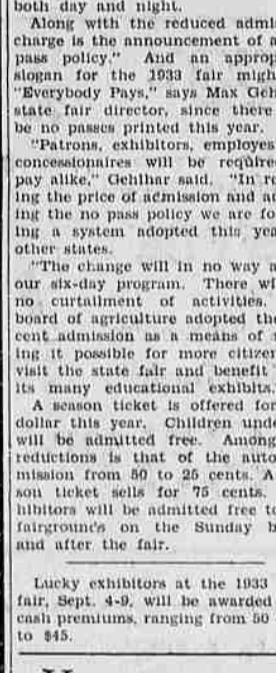 both day and night.
Along with the reduced admi
charge is the announcement of a
pass policy." And an approp
slogan for the 1933 fair migh
"Everybody Pays," says Max Geh
state fair director, since there
be no passes printed this year.
"Patrons, exhibitors, employes
concessionaires will be require
pay alike," Gehlhar said. "In re
ing the price of admission and ad
ing the no pass policy we are fo
ing a system adopted this yea
other states.
"The change will in no way a
our six-day program. There wi
no curtailment of activities.
board of agriculture adopted the
cent admission as a means of
ing it possible for more citizen
visit the state fair and benefit
its many educational exhibits.
A season ticket is offered for
dollar this year. Children unde
will be admitted free. Among
reductions is that of the auto
mission from 50 to 25 cents. A
son ticket sells for 75 cents.
hibitors will be admitted free to
fairgrounds on the Sunday b
and after the fair.
Lucky exhibitors at the 1933
fair, Sept. 4-9, will be awarded
cash premiums, ranging from 50
to $45.